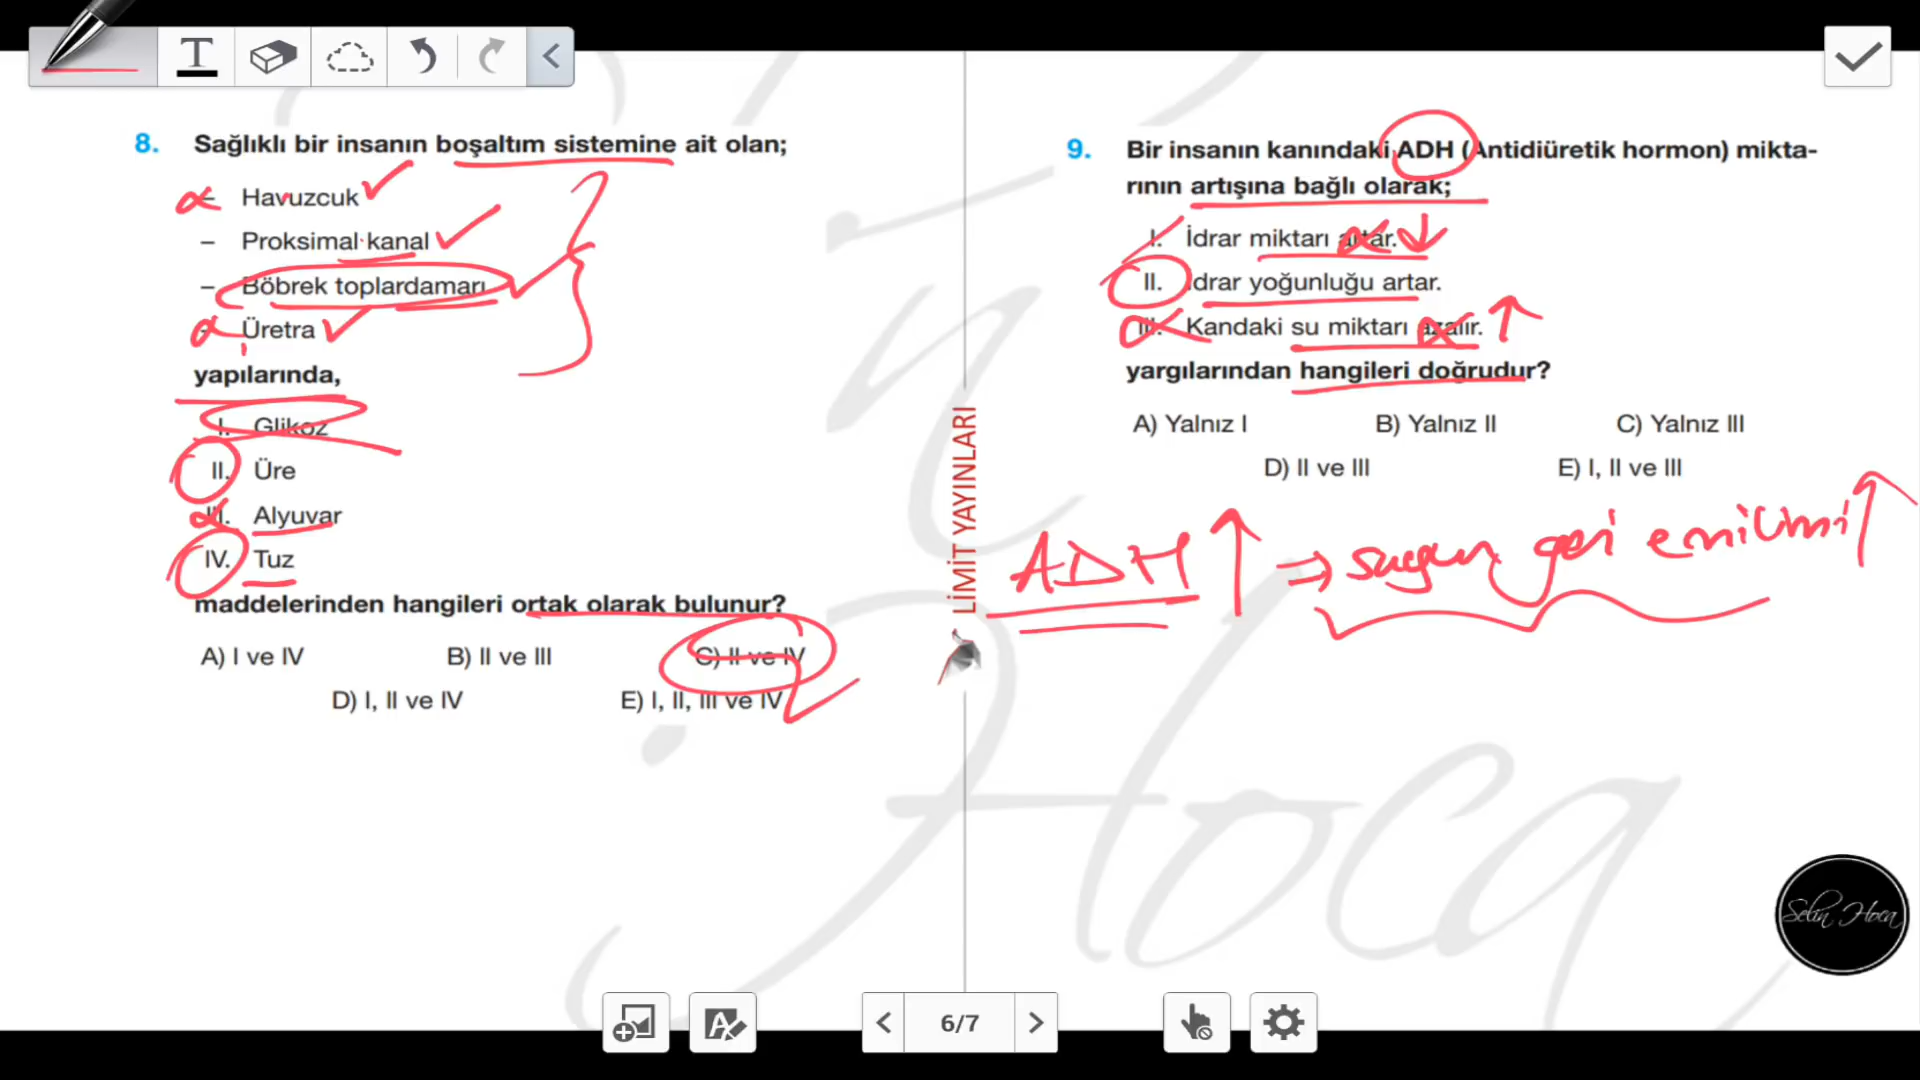 8. Sağlıklı bir insanın boşaltım sistemine ait olan;
– Havuzcuk
– Proksimal kanal
– Böbrek toplardamarı
– Üretra
yapılarında,
I. Glikoz
II. Üre
III. Alyuvar
IV. Tuz
maddelerinden hangileri ortak olarak bulunur?
A) I ve IV B) II ve III C) II ve IV
D) I, II ve IV E) I, II, III ve IV
LİMİT YAYINLARI
9. Bir insanın kanındaki ADH (Antidiüretik hormon) mikta-
rının artışına bağlı olarak;
I. İdrar miktarı artar.
II. İdrar yoğunluğu artar.
III. Kandaki su miktarı azalır.
yargılarından hangileri doğrudur?
A) Yalnız I B) Yalnız II C) Yalnız III
D) II ve III E) I, II ve III
ADH ↑ ⇒ suyun geri emilimi ↑
Hoca
Selin Hoca
6/7